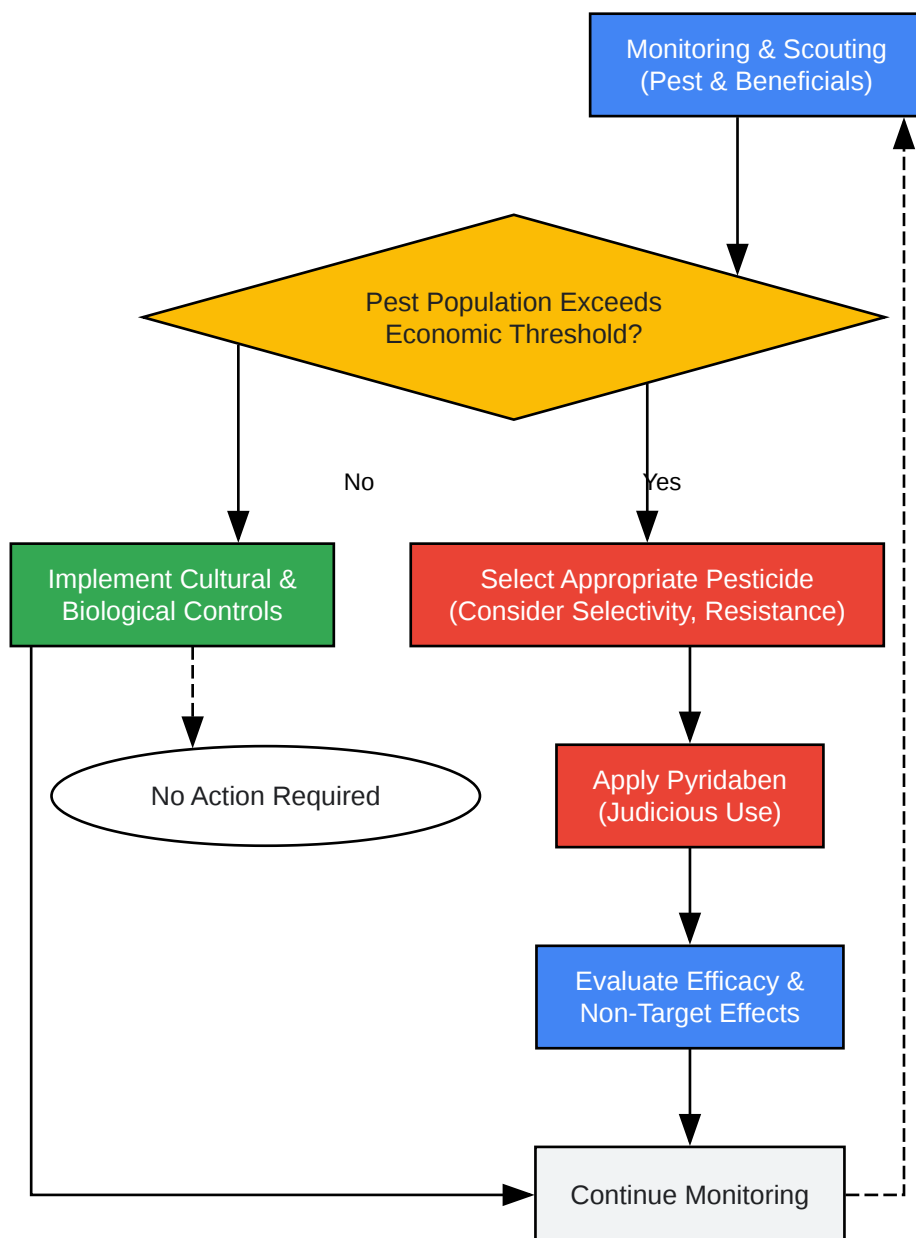 Monitoring & Scouting
(Pest & Beneficials)
Pest Population Exceeds
Economic Threshold?
No
Yes
Implement Cultural &
Biological Controls
Select Appropriate Pesticide
(Consider Selectivity, Resistance)
No Action Required
Apply Pyridaben
(Judicious Use)
Evaluate Efficacy &
Non-Target Effects
Continue Monitoring